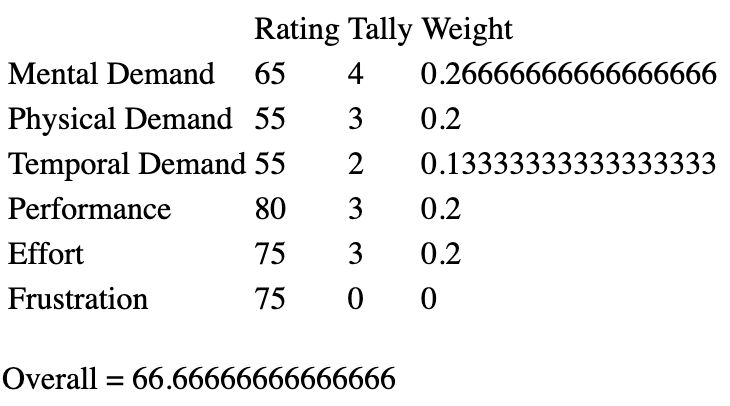 Rating Tally Weight
Mental Demand 65 4 0.26666666666666666
Physical Demand 55 3 0.2
Temporal Demand 55 2 0.13333333333333333
Performance 80 3 0.2
Effort 75 3 0.2
Frustration 75 0 0
Overall = 66.66666666666666